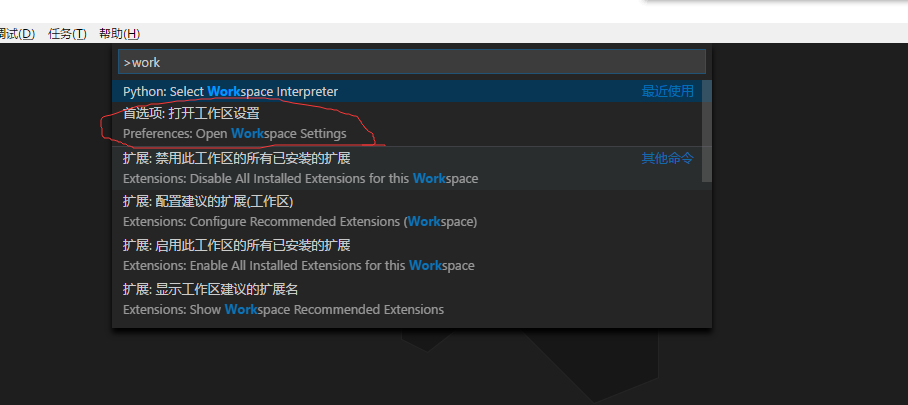 调试(D) 任务(T) 帮助(H)
>work
Python: Select Workspace Interpreter 最近使用
首选项: 打开工作区设置
Preferences: Open Workspace Settings
扩展: 禁用此工作区的所有已安装的扩展 其他命令
Extensions: Disable All Installed Extensions for this Workspace
扩展: 配置建议的扩展(工作区)
Extensions: Configure Recommended Extensions (Workspace)
扩展: 启用此工作区的所有已安装的扩展
Extensions: Enable All Installed Extensions for this Workspace
扩展: 显示工作区建议的扩展名
Extensions: Show Workspace Recommended Extensions